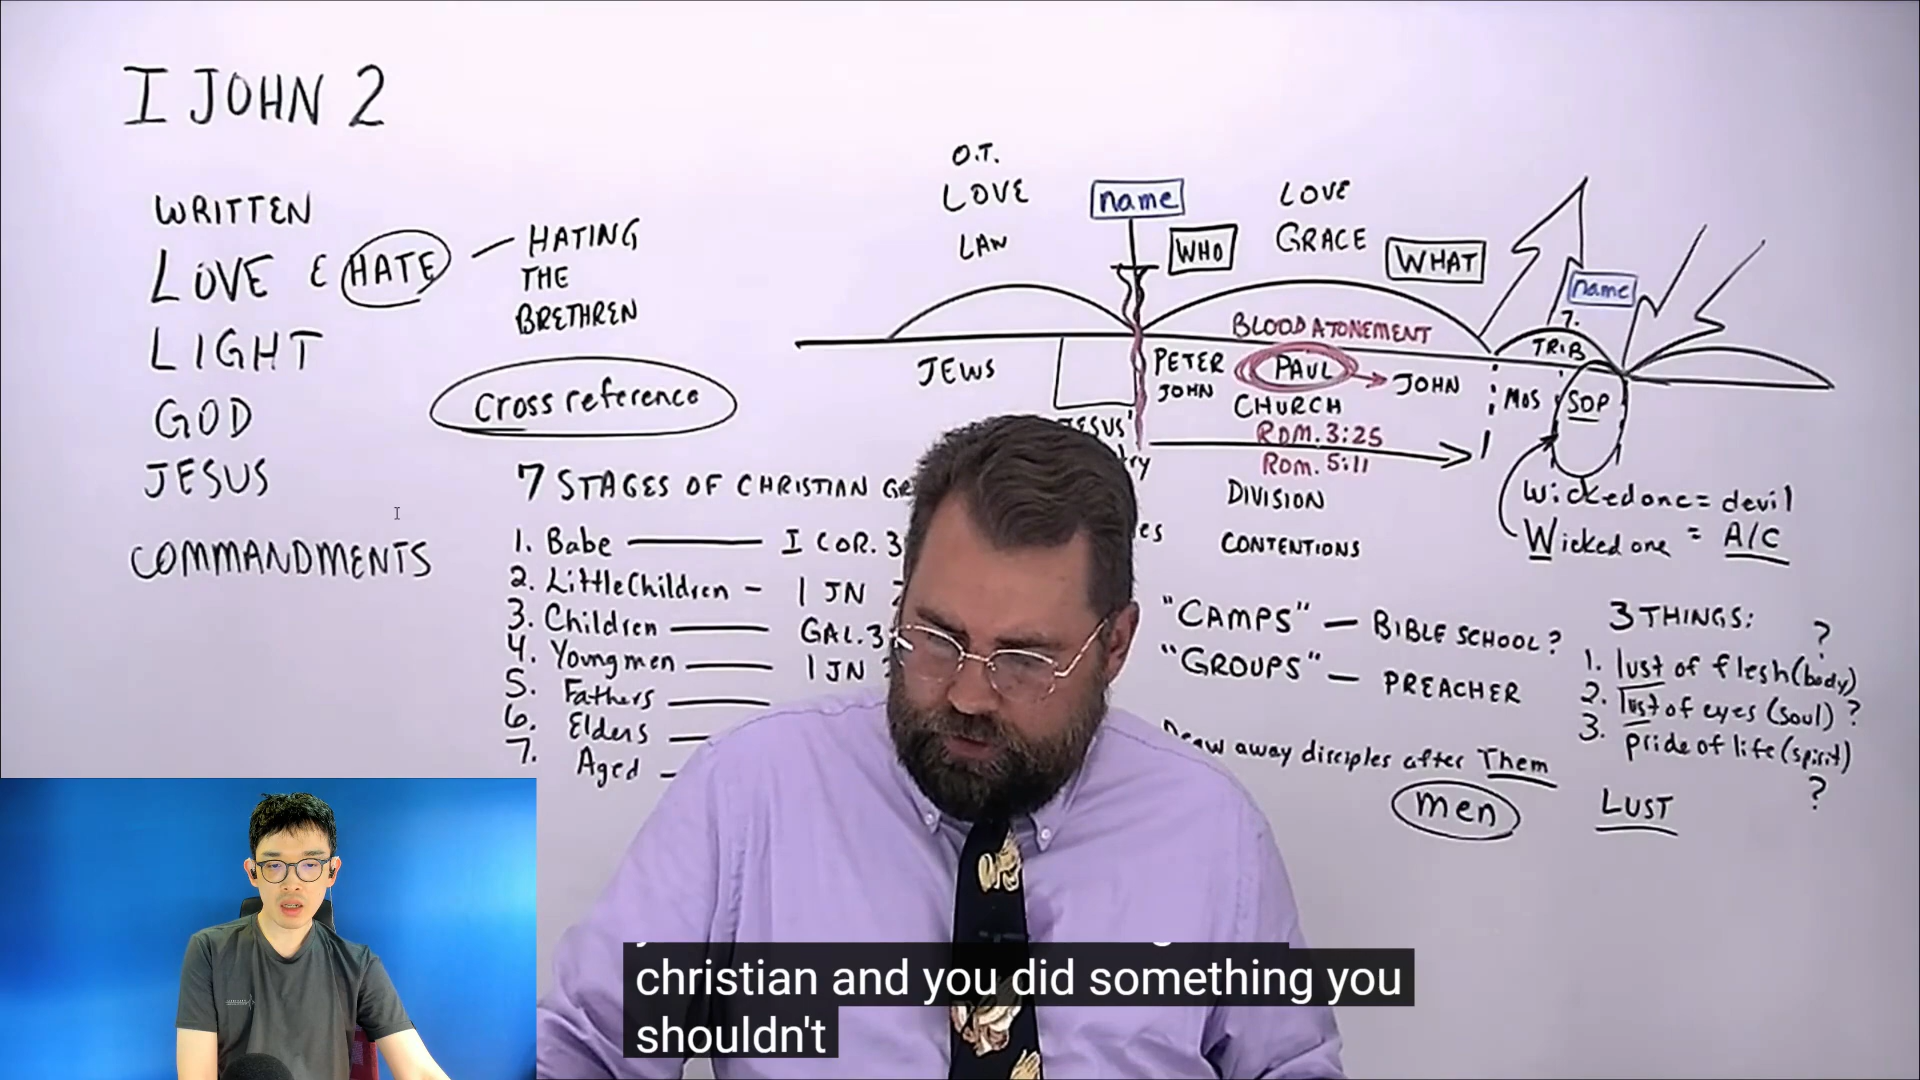 I JOHN 2
WRITTEN
LOVE & HATE — HATING
THE
BRETHREN
LIGHT
GOD
JESUS
COMMANDMENTS
cross reference
7 STAGES OF CHRISTIAN
1. Babe — I COR. 3
2. Little Children — 1 JN
3. Children — GAL. 3
4. Young men — 1 JN
5. Fathers
6. Elders
7. Aged
O.T.
LOVE
LAW
name
WHO
LOVE
GRACE
WHAT
name
7.
TRIB
BLOOD ATONEMENT
JEWS
PETER
JOHN
PAUL
JOHN
CHURCH
ROM. 3:25
Rom. 5:11
MOS
SOP
JESUS'
DIVISION
CONTENTIONS
Wicked one = devil
Wicked one = A/C
"CAMPS" — BIBLE SCHOOL?
"GROUPS" — PREACHER
Draw away disciples after Them
men
3 THINGS:
?
1. lust of flesh (body)
2. lust of eyes (soul) ?
3. pride of life (spirit)
?
LUST
christian and you did something you
shouldn't